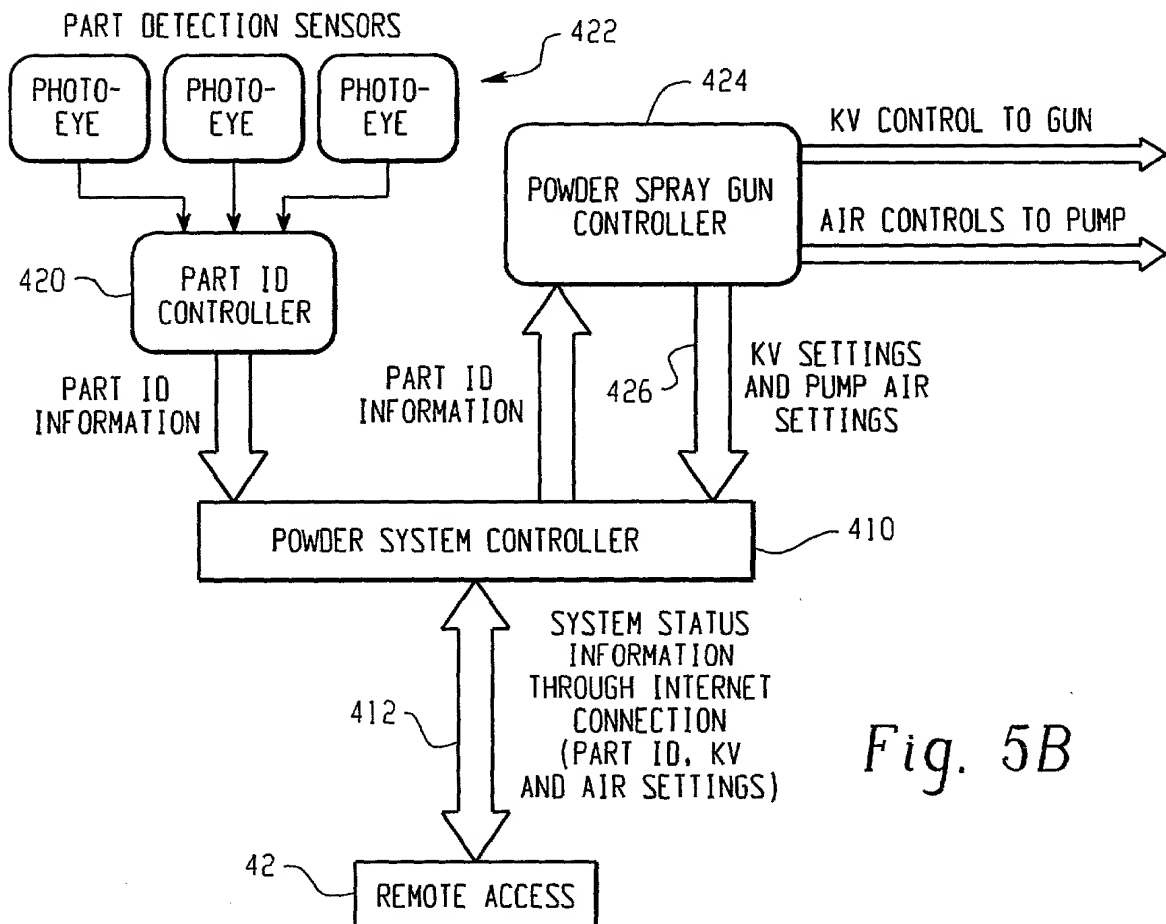 PART DETECTION SENSORS
422
PHOTO-
EYE
PHOTO-
EYE
PHOTO-
EYE
424
KV CONTROL TO GUN
POWDER SPRAY GUN
CONTROLLER
AIR CONTROLS TO PUMP
420
PART ID
CONTROLLER
PART ID
INFORMATION
PART ID
INFORMATION
426
KV SETTINGS
AND PUMP AIR
SETTINGS
POWDER SYSTEM CONTROLLER
410
412
SYSTEM STATUS
INFORMATION
THROUGH INTERNET
CONNECTION
(PART ID, KV
AND AIR SETTINGS)
Fig. 5B
42
REMOTE ACCESS